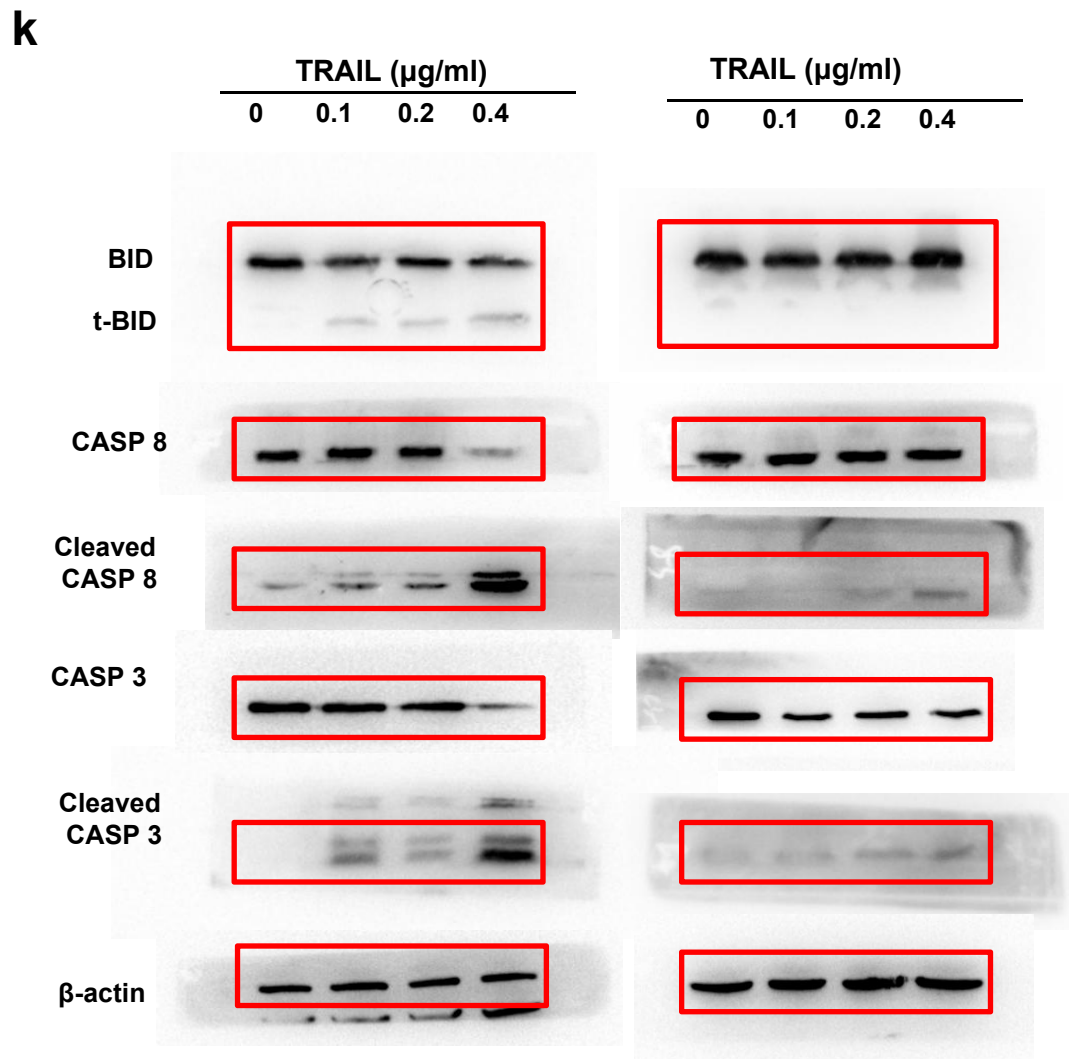 k
TRAIL (µg/ml)
TRAIL (µg/ml)
0 0.1 0.2 0.4
0 0.1 0.2 0.4
BID
t-BID
CASP 8
Cleaved
CASP 8
CASP 3
Cleaved
CASP 3
β-actin